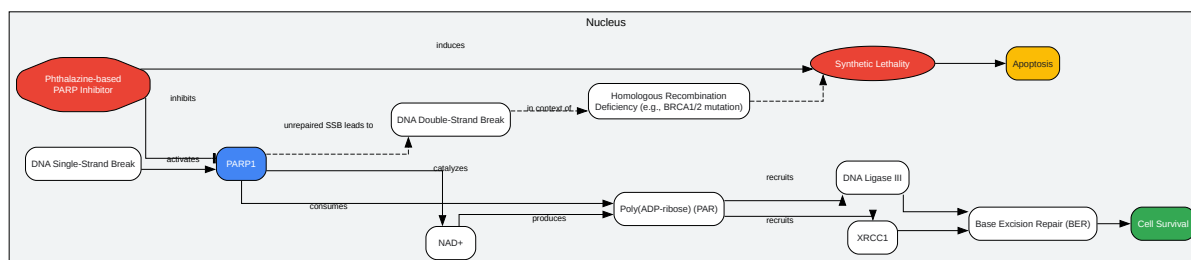 Nucleus
induces
Phthalazine-based
PARP Inhibitor
Synthetic Lethality
Apoptosis
inhibits
Homologous Recombination
Deficiency (e.g., BRCA1/2 mutation)
in context of
DNA Double-Strand Break
unrepaired SSB leads to
DNA Single-Strand Break
activates
PARP1
catalyzes
recruits
DNA Ligase III
consumes
Poly(ADP-ribose) (PAR)
produces
recruits
NAD+
XRCC1
Base Excision Repair (BER)
Cell Survival